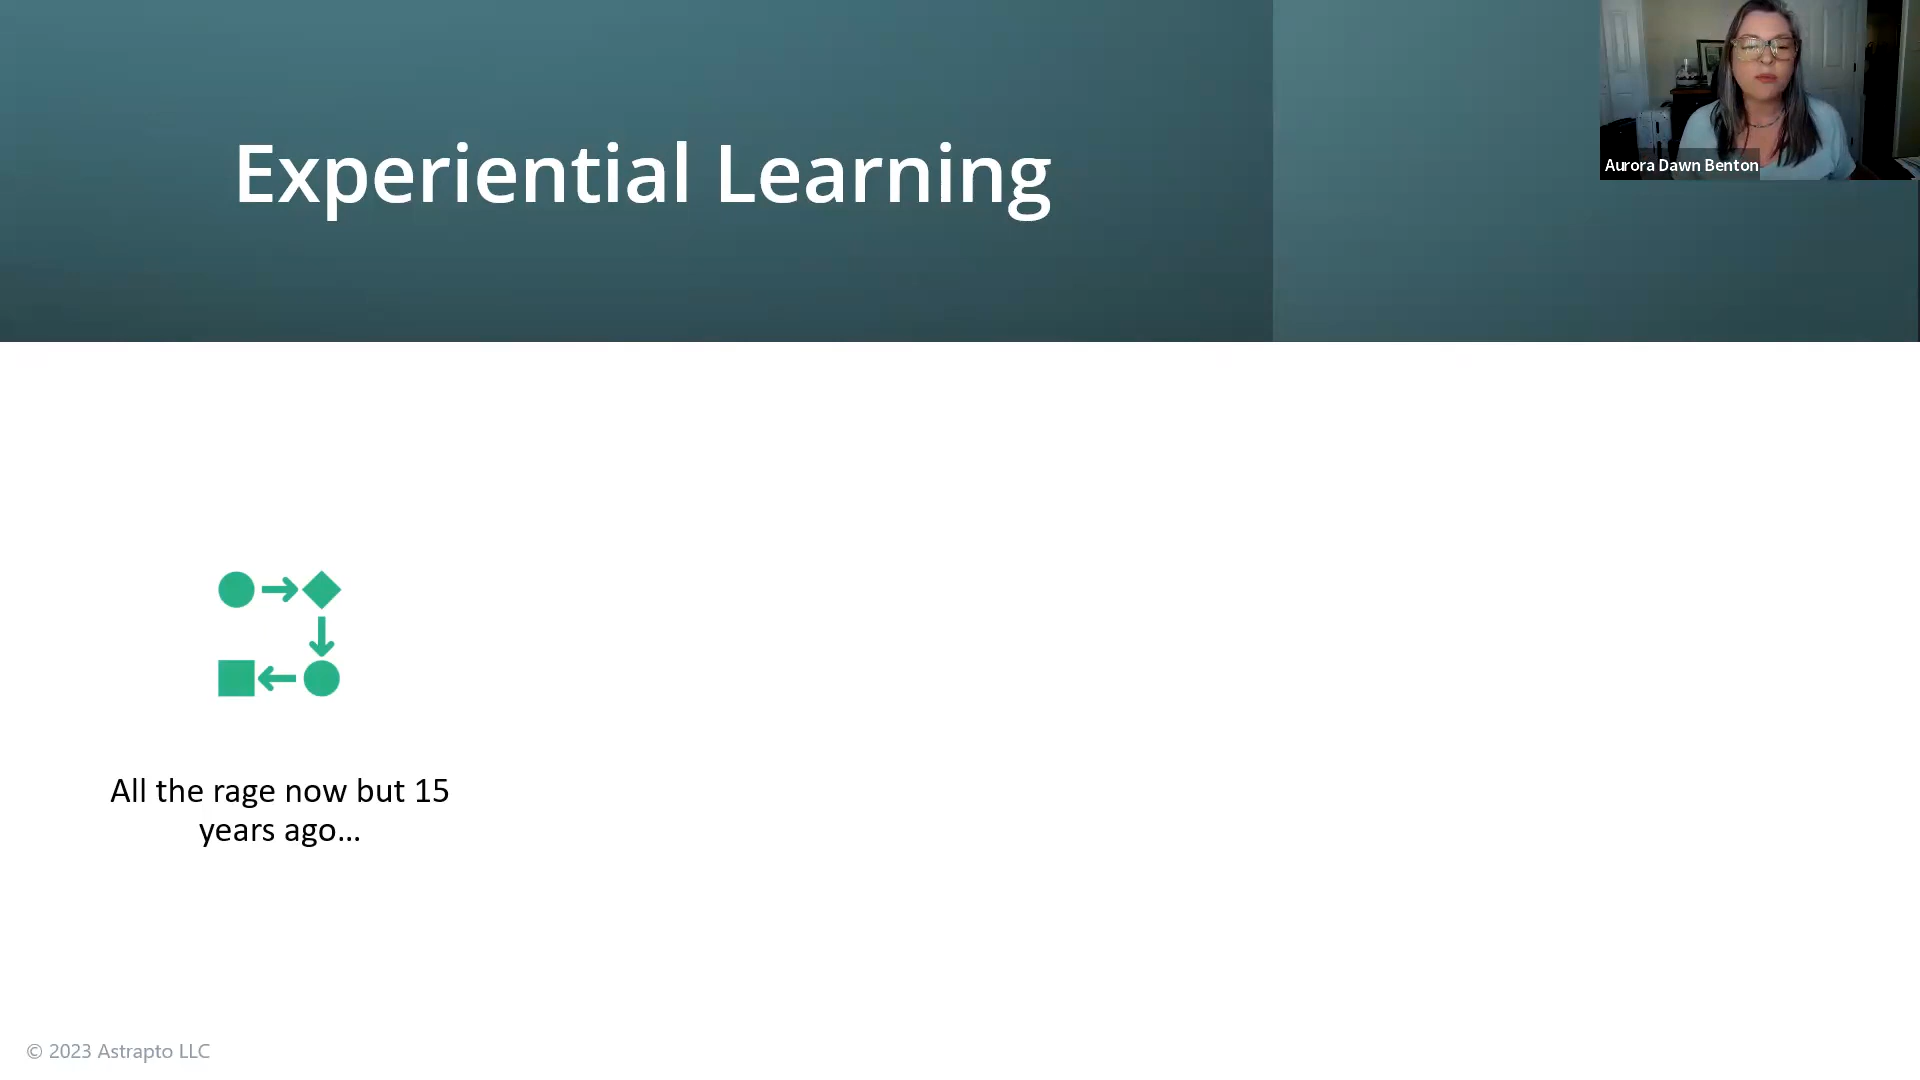 Experiential Learning
Aurora Dawn Benton
All the rage now but 15
years ago...
© 2023 Astrapto LLC